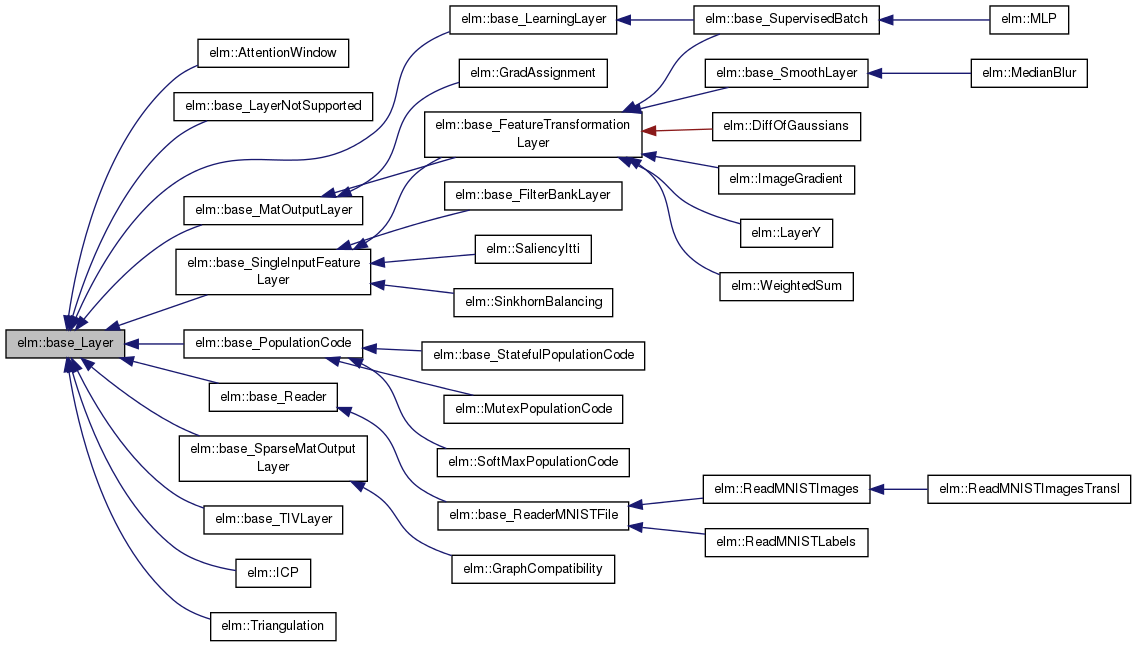 elm::base_Layer
elm::AttentionWindow
elm::base_LayerNotSupported
elm::base_MatOutputLayer
elm::base_SingleInputFeature
Layer
elm::base_PopulationCode
elm::base_Reader
elm::base_SparseMatOutput
Layer
elm::base_TIVLayer
elm::ICP
elm::Triangulation
elm::base_LearningLayer
elm::GradAssignment
elm::base_FeatureTransformation
Layer
elm::base_FilterBankLayer
elm::SaliencyItti
elm::SinkhornBalancing
elm::base_StatefulPopulationCode
elm::MutexPopulationCode
elm::SoftMaxPopulationCode
elm::base_ReaderMNISTFile
elm::GraphCompatibility
elm::base_SupervisedBatch
elm::base_SmoothLayer
elm::DiffOfGaussians
elm::ImageGradient
elm::LayerY
elm::WeightedSum
elm::ReadMNISTImages
elm::ReadMNISTLabels
elm::MLP
elm::MedianBlur
elm::ReadMNISTImagesTransl